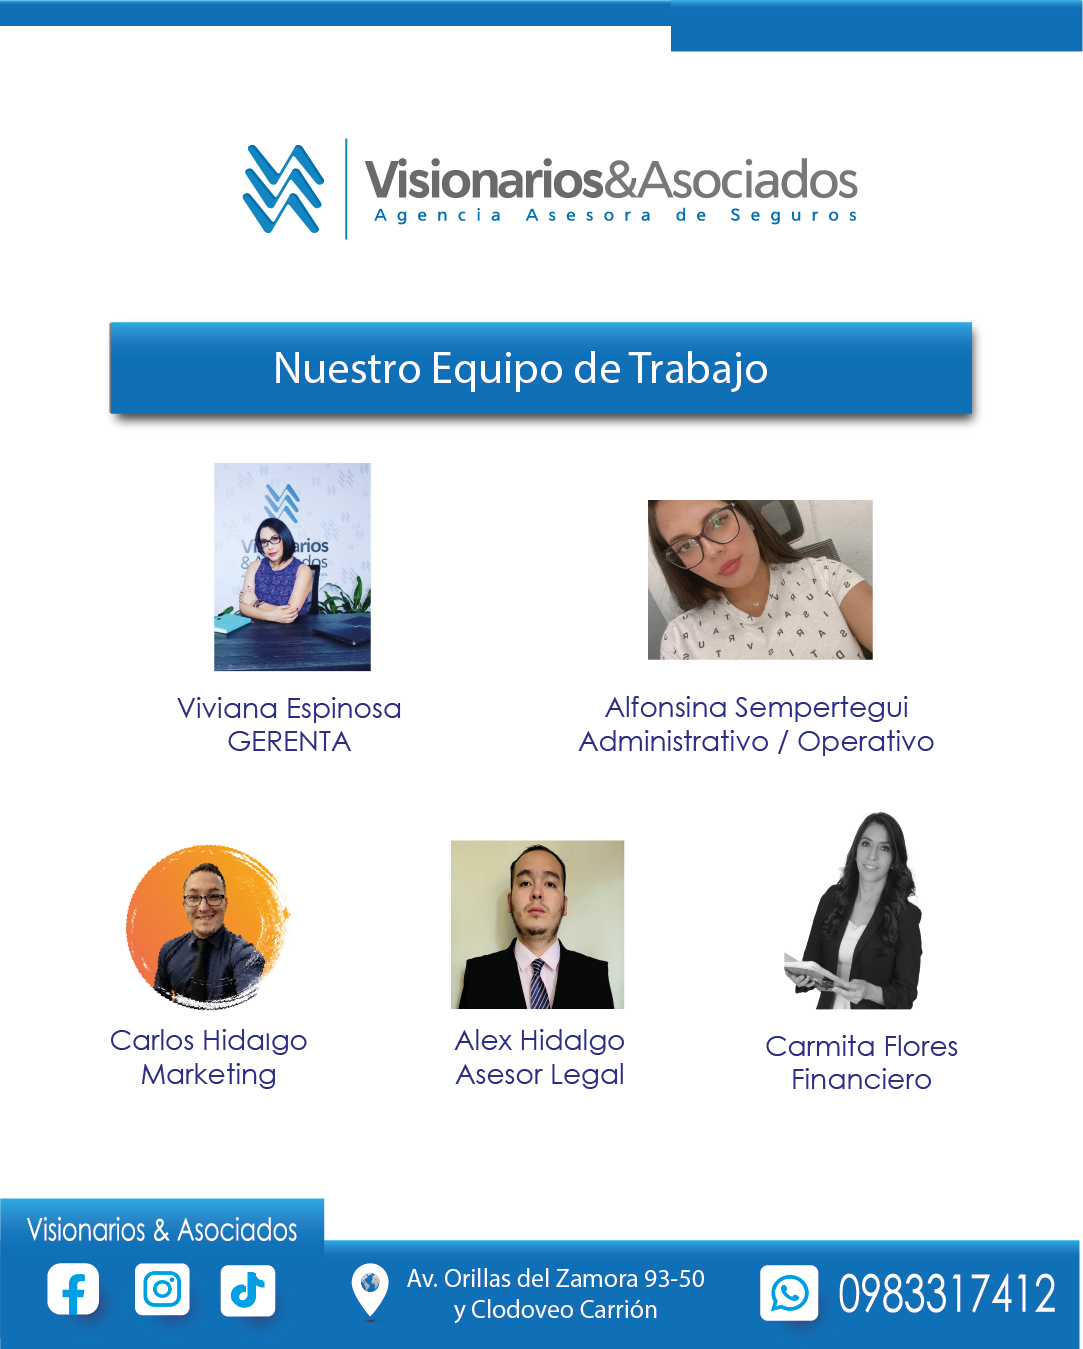 Visionarios&Asociados
Agencia Asesora de Seguros
Nuestro Equipo de Trabajo
Viviana Espinosa
GERENTA
Alfonsina Sempertegui
Administrativo / Operativo
Carlos Hidalgo
Marketing
Alex Hidalgo
Asesor Legal
Carmita Flores
Financiero
Visionarios & Asociados
Av. Orillas del Zamora 93-50
y Clodoveo Carrión
0983317412